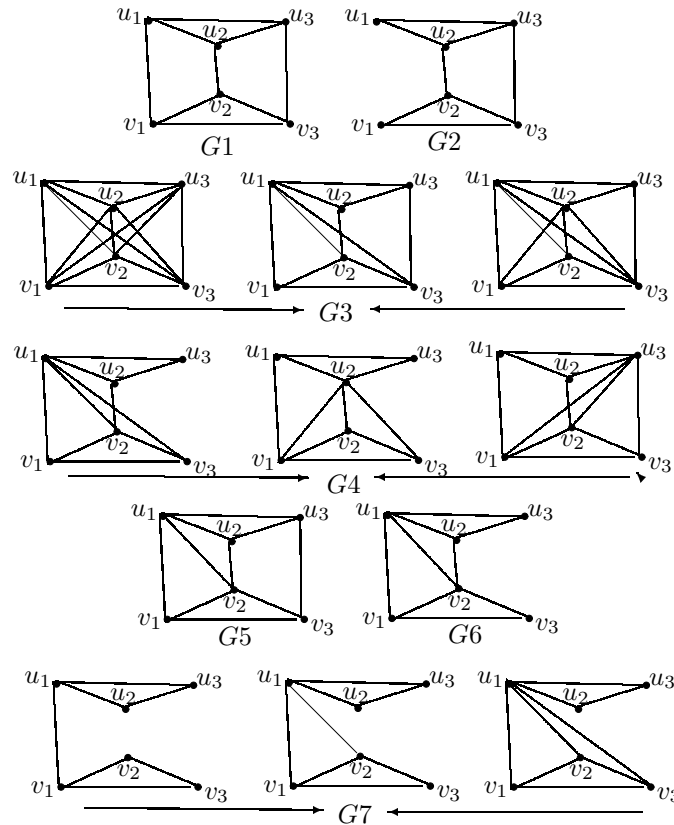 u1 u3 u1 u3
u2 u2
v2 v2
v1 v3 v1 v3
G1 G2
u1 u3 u1 u3 u1 u3
u2 u2 u2
v2 v2 v2
v1 v3 v1 v3 v1 v3
G3
u1 u3 u1 u3 u1 u3
u2 u2 u2
v2 v2 v2
v1 v3 v1 v3 v1 v3
G4
u1 u3 u1 u3
u2 u2
v2 v2
v1 v3 v1 v3
G5 G6
u1 u3 u1 u3 u1 u3
u2 u2 u2
v2 v2 v2
v1 v3 v1 v3 v1 v3
G7